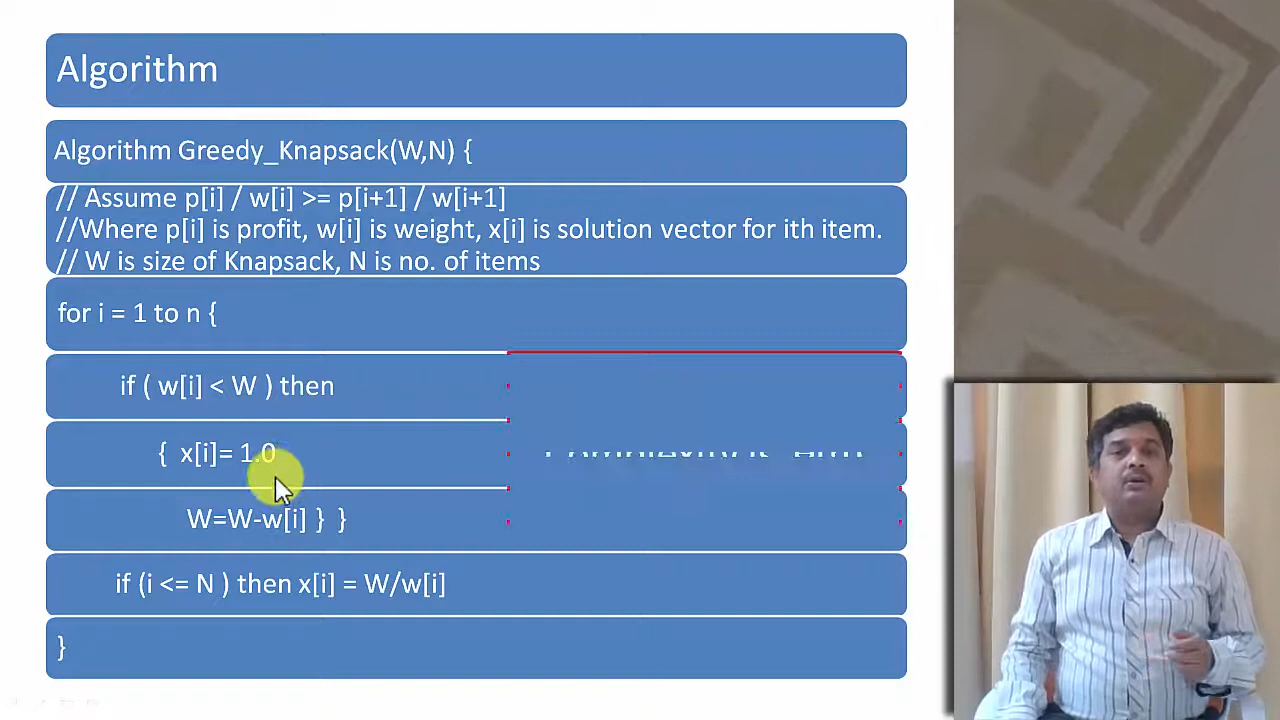 Algorithm
Algorithm Greedy_Knapsack(W,N) {
// Assume p[i] / w[i] >= p[i+1] / w[i+1]
//Where p[i] is profit, w[i] is weight, x[i] is solution vector for ith item.
// W is size of Knapsack, N is no. of items
for i = 1 to n {
if ( w[i] < W ) then
{ x[i]= 1.0
W=W-w[i] } }
if (i <= N ) then x[i] = W/w[i]
}